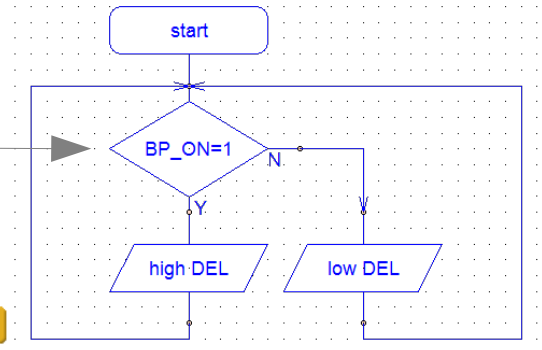 start
BP_ON=1
N
Y
high DEL
low DEL